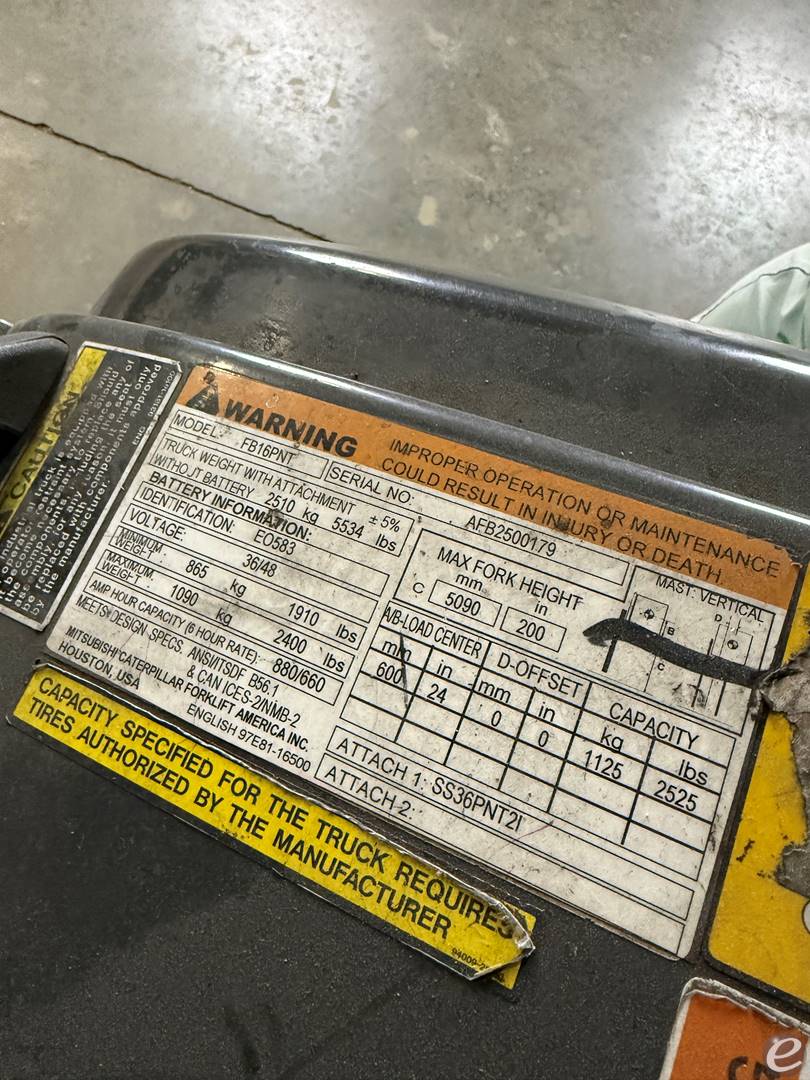 CAUTION
WARNING
IMPROPER OPERATION OR MAINTENANCE
COULD RESULT IN INJURY OR DEATH
MODEL: FB16PNT
SERIAL NO: AFB2500179
TRUCK WEIGHT WITH ATTACHMENT ± 5%
WITHOUT BATTERY 2510 kg 5534 lbs
BATTERY INFORMATION:
IDENTIFICATION: EO583
VOLTAGE: 36/48
MINIMUM WEIGHT 865 kg 1910 lbs
MAXIMUM WEIGHT: 1090 kg 2400 lbs
AMP HOUR CAPACITY (6 HOUR RATE): 880/660
MEETS DESIGN SPECS. ANSI/ITSDF B56.1
& CAN ICES-2/NMB-2
MITSUBISHI CATERPILLAR FORKLIFT AMERICA INC.
HOUSTON, USA
ENGLISH 97E81-16500
MAX FORK HEIGHT
mm in
C 5090 200
MAST: VERTICAL
D
B
C
A/B-LOAD CENTER D-OFFSET CAPACITY
mm in mm in kg lbs
600 24 0 0 1125 2525
ATTACH 1: SS36PNT2I
ATTACH 2:
CAPACITY SPECIFIED FOR THE TRUCK REQUIRES
TIRES AUTHORIZED BY THE MANUFACTURER
e